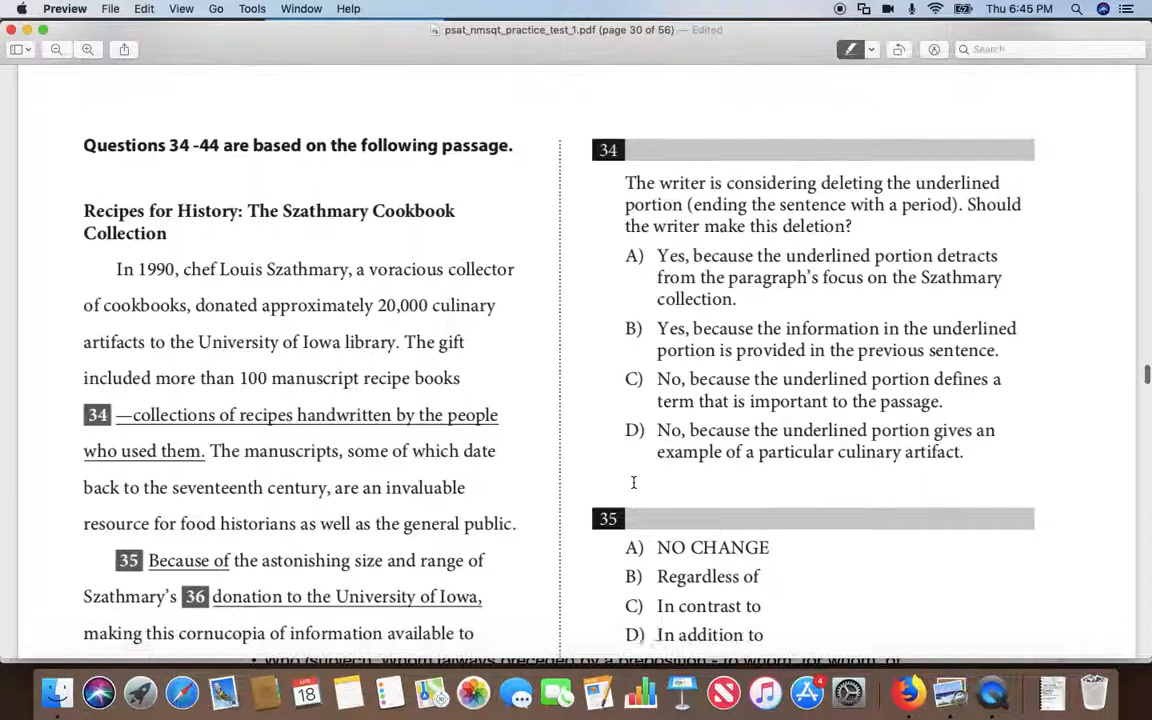 Preview File Edit View Go Tools Window Help Thu 6:45 PM
psat_nmsqt_practice_test_1.pdf (page 30 of 56) — Edited
Search
Questions 34 -44 are based on the following passage.
Recipes for History: The Szathmary Cookbook
Collection
In 1990, chef Louis Szathmary, a voracious collector
of cookbooks, donated approximately 20,000 culinary
artifacts to the University of Iowa library. The gift
included more than 100 manuscript recipe books
34 —collections of recipes handwritten by the people
who used them. The manuscripts, some of which date
back to the seventeenth century, are an invaluable
resource for food historians as well as the general public.
35 Because of the astonishing size and range of
Szathmary's 36 donation to the University of Iowa,
making this cornucopia of information available to
34
The writer is considering deleting the underlined
portion (ending the sentence with a period). Should
the writer make this deletion?
A) Yes, because the underlined portion detracts
from the paragraph's focus on the Szathmary
collection.
B) Yes, because the information in the underlined
portion is provided in the previous sentence.
C) No, because the underlined portion defines a
term that is important to the passage.
D) No, because the underlined portion gives an
example of a particular culinary artifact.
35
A) NO CHANGE
B) Regardless of
C) In contrast to
D) In addition to
APR
18
4